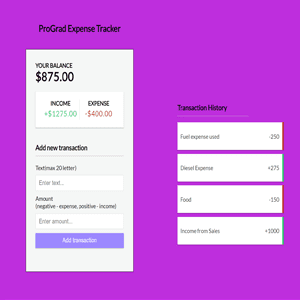 ProGrad Expense Tracker
YOUR BALANCE
$875.00
INCOME EXPENSE
+$1275.00 -$400.00
Add new transaction
Text(max 20 letter)
Enter text...
Amount
(negative - expense, positive - income)
Enter amount...
Add transaction
Transaction History
Fuel expense used -250
Diesel Expense +275
Food -150
Income from Sales +1000